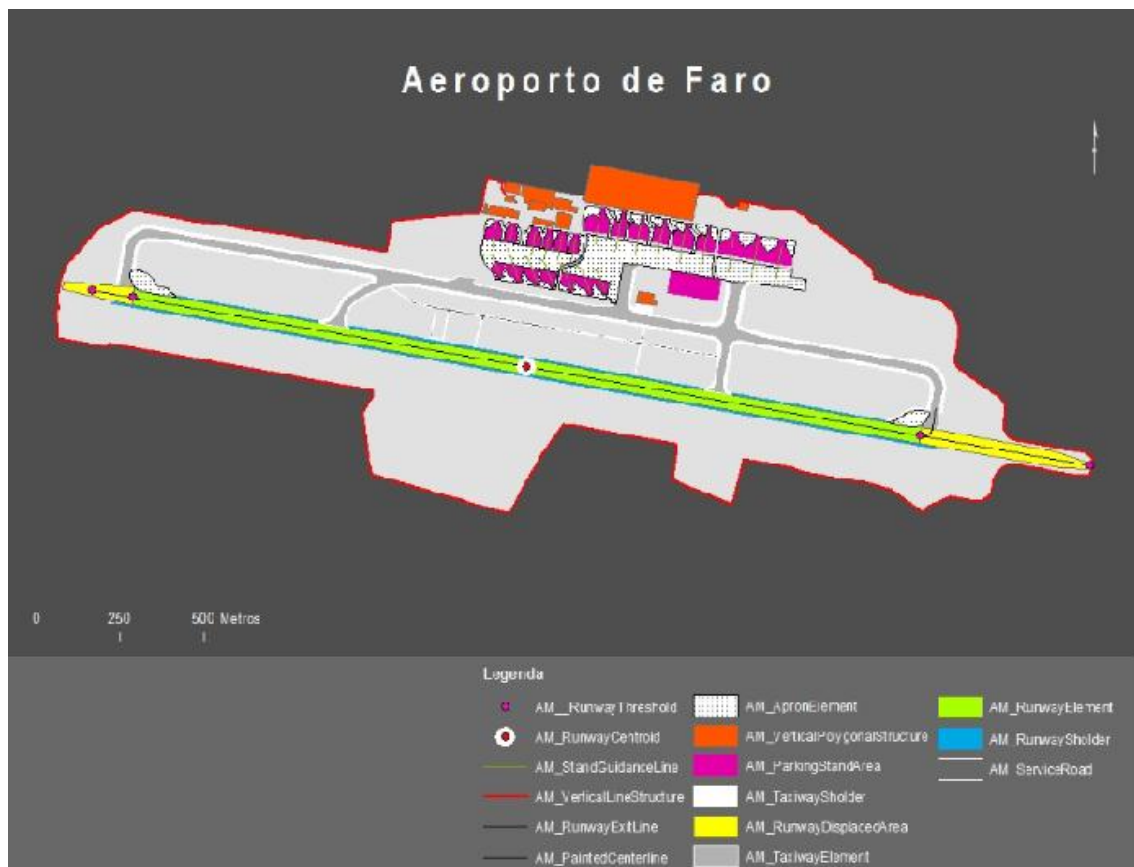 Aeroporto de Faro
0 250 500 Metros
Legenda
AM__RunwayThreshold
AM_RunwayCentroid
AM_StandGuidanceLine
AM_VerticalLineStructure
AM_RunwayExitLine
AM_PaintedCenterline
AM_ApronElement
AM_VerticalPolygonalStructure
AM_ParkingStandArea
AM_TaxiwaySholder
AM_RunwayDisplacedArea
AM_TaxiwayElement
AM_RunwayElement
AM_RunwaySholder
AM_ServiceRoad